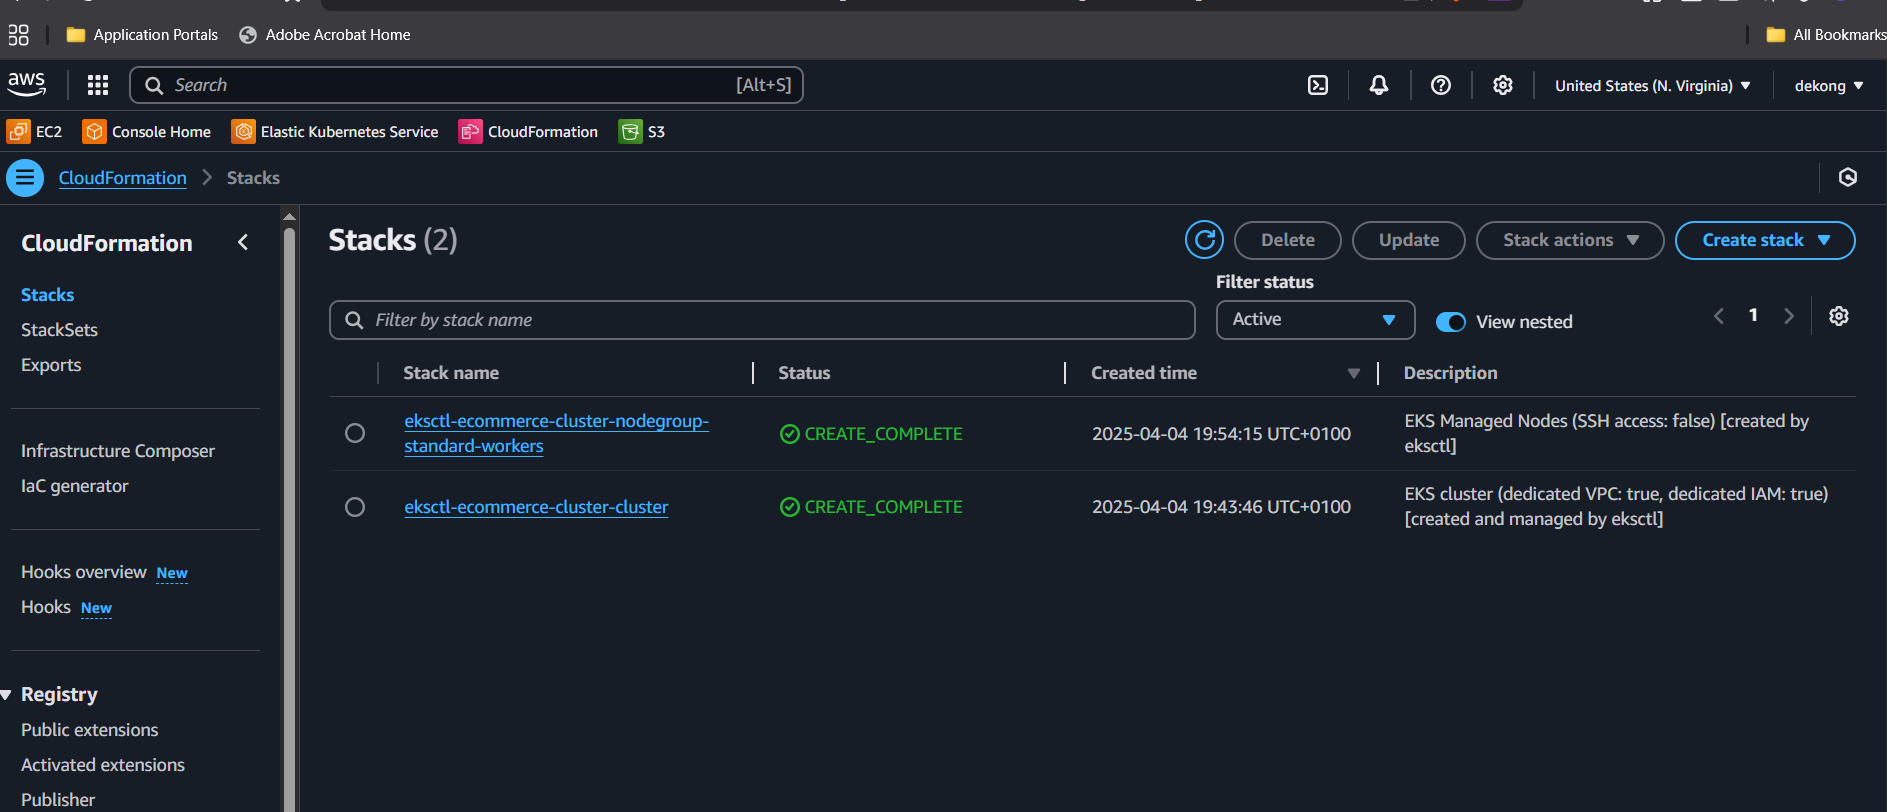 Application Portals
Adobe Acrobat Home
All Bookmarks
aws
Search
[Alt+S]
United States (N. Virginia)
dekong
EC2
Console Home
Elastic Kubernetes Service
CloudFormation
S3
CloudFormation
Stacks
CloudFormation
Stacks
StackSets
Exports
Infrastructure Composer
IaC generator
Hooks overview New
Hooks New
Registry
Public extensions
Activated extensions
Publisher
Stacks (2)
Delete
Update
Stack actions
Create stack
Filter status
Filter by stack name
Active
View nested
1
Stack name
Status
Created time
Description
eksctl-ecommerce-cluster-nodegroup-
standard-workers
CREATE_COMPLETE
2025-04-04 19:54:15 UTC+0100
EKS Managed Nodes (SSH access: false) [created by
eksctl]
eksctl-ecommerce-cluster-cluster
CREATE_COMPLETE
2025-04-04 19:43:46 UTC+0100
EKS cluster (dedicated VPC: true, dedicated IAM: true)
[created and managed by eksctl]